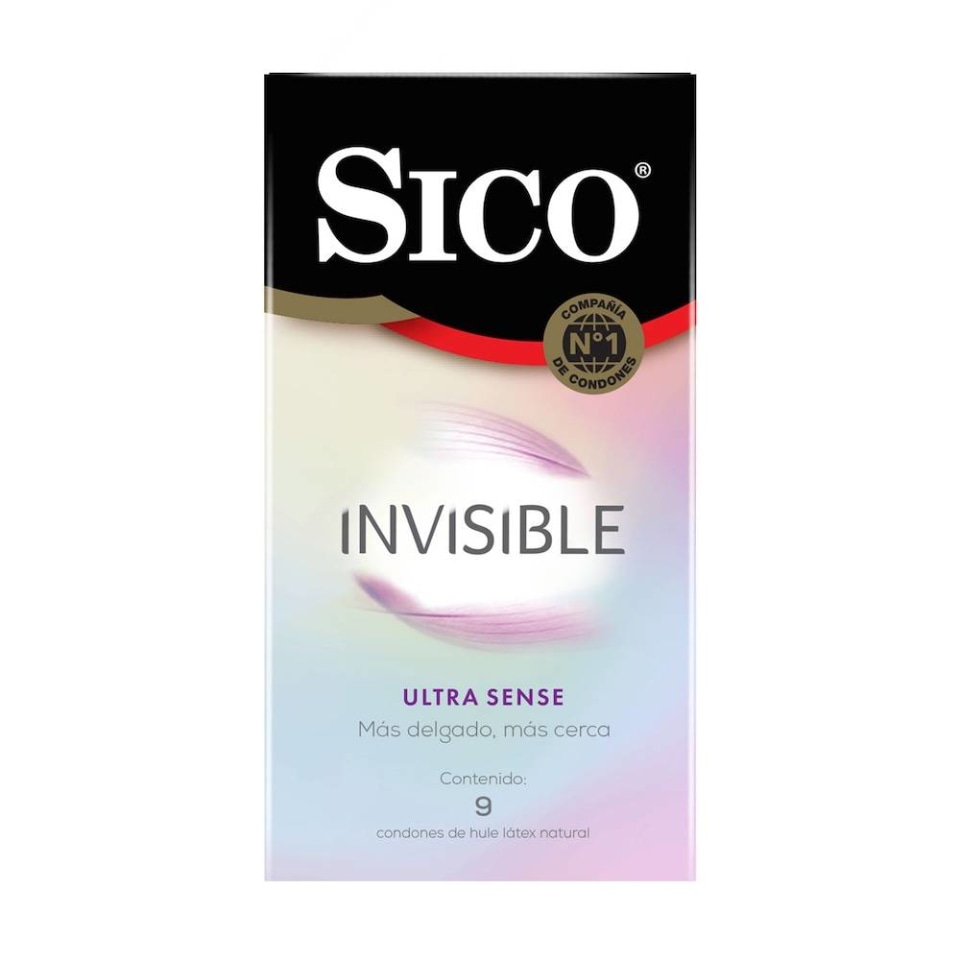 SICO®
COMPAÑÍA
Nº1
DE CONDONES
INVISIBLE
ULTRA SENSE
Más delgado, más cerca
Contenido:
9
condones de hule látex natural